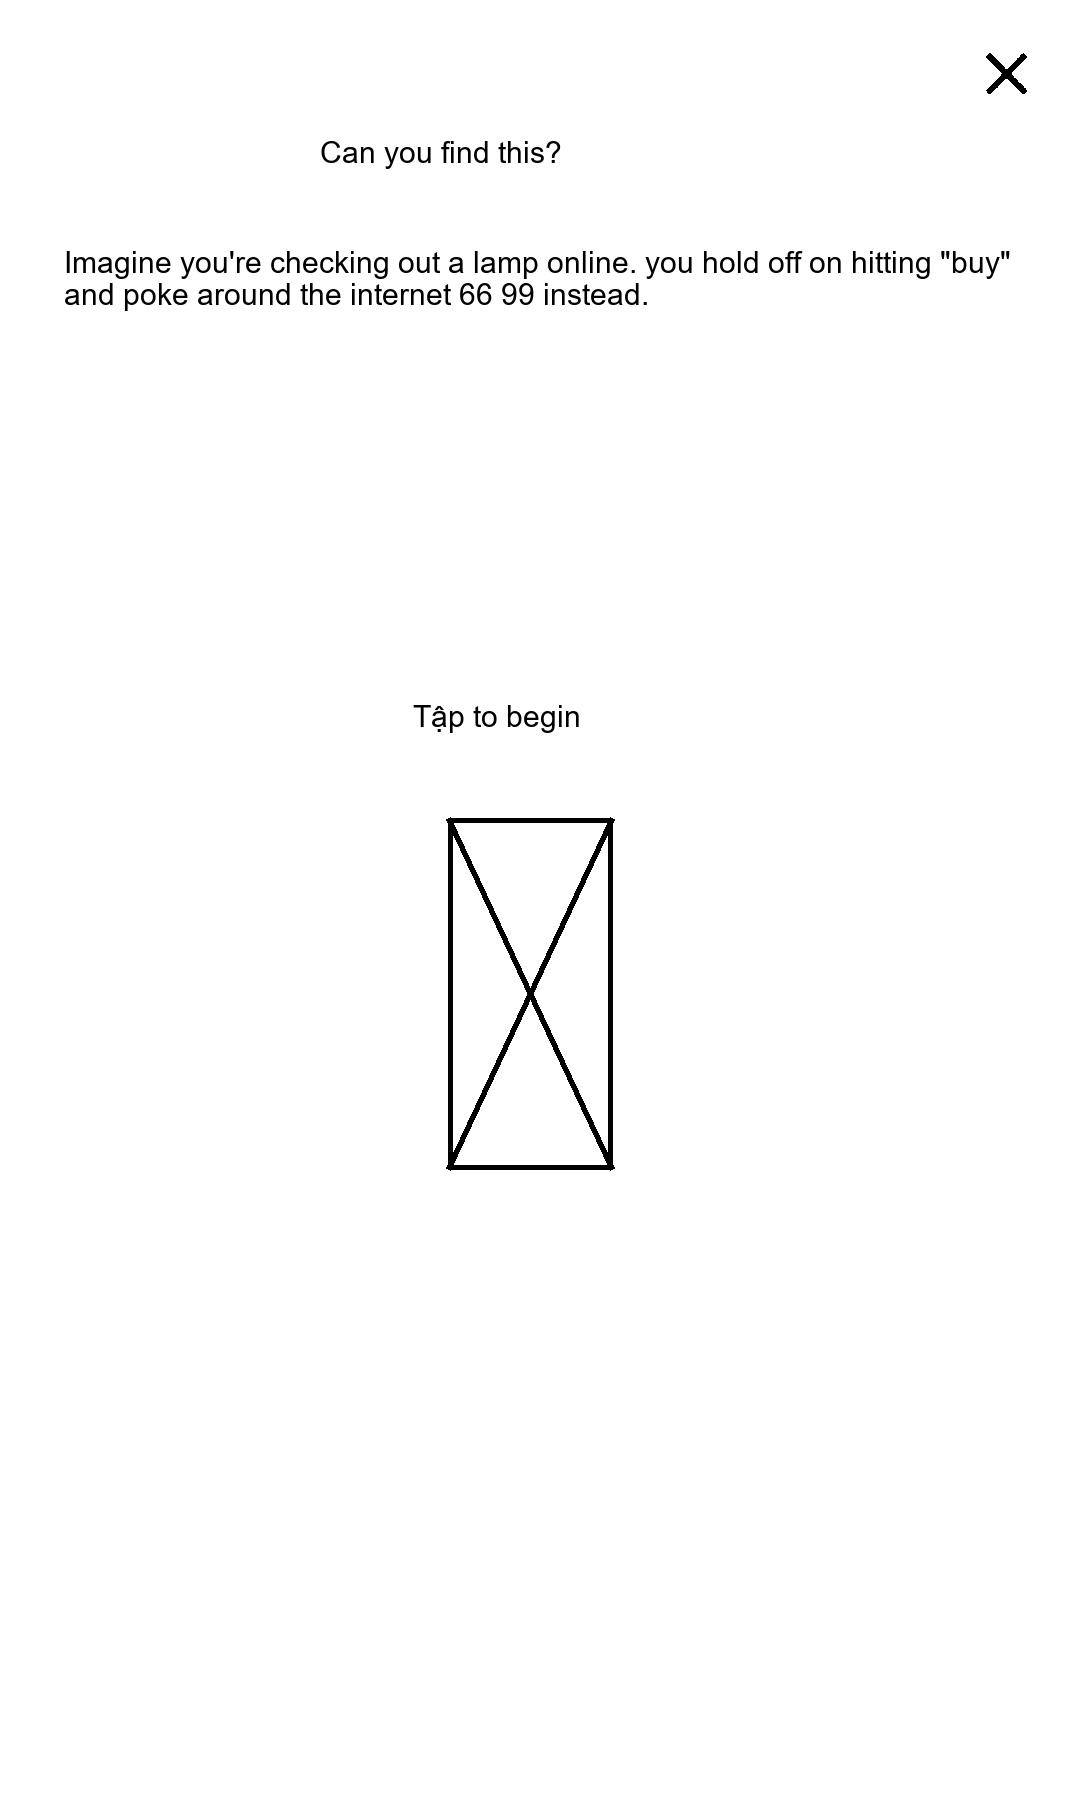 Can you find this?
Imagine you're checking out a lamp online. you hold off on hitting "buy"
and poke around the internet 66 99 instead.
Tập to begin